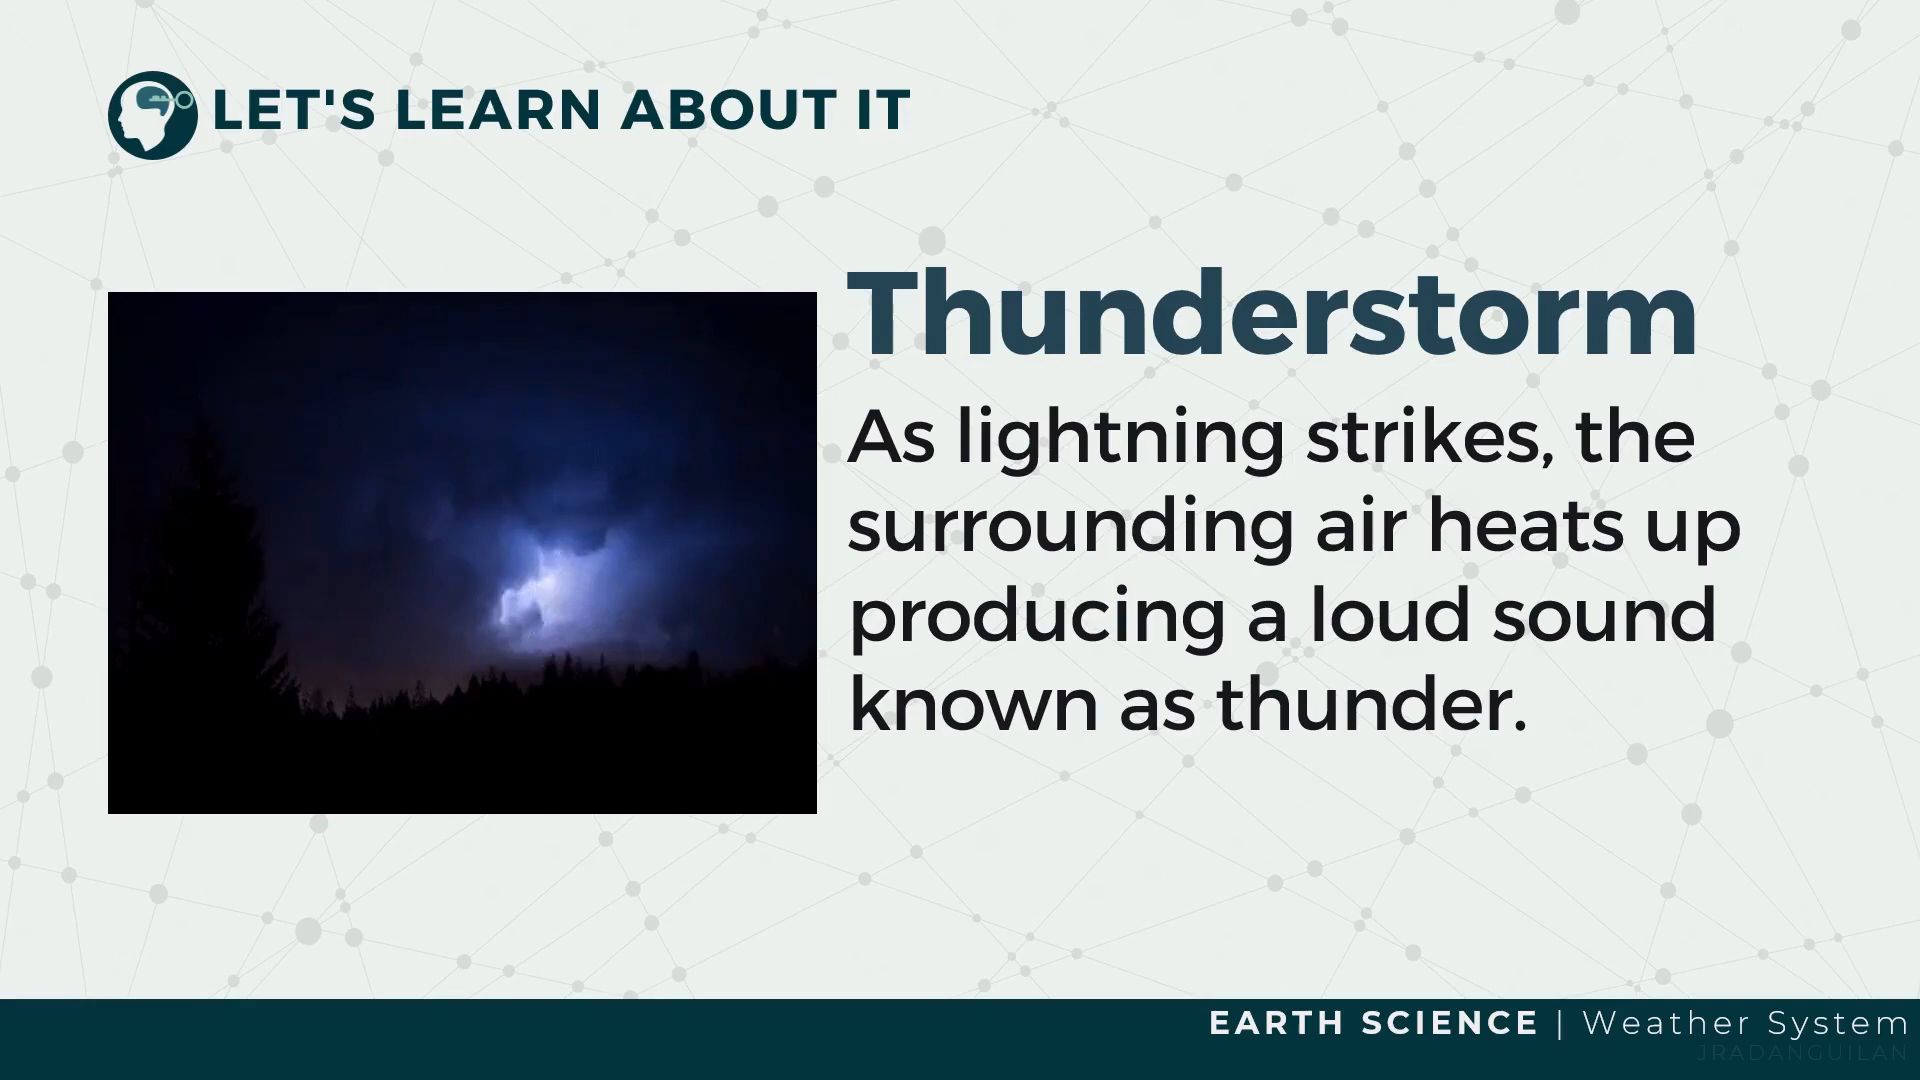 LET'S LEARN ABOUT IT
Thunderstorm
As lightning strikes, the
surrounding air heats up
producing a loud sound
known as thunder.
EARTH SCIENCE | Weather System
JRADANGUILAN